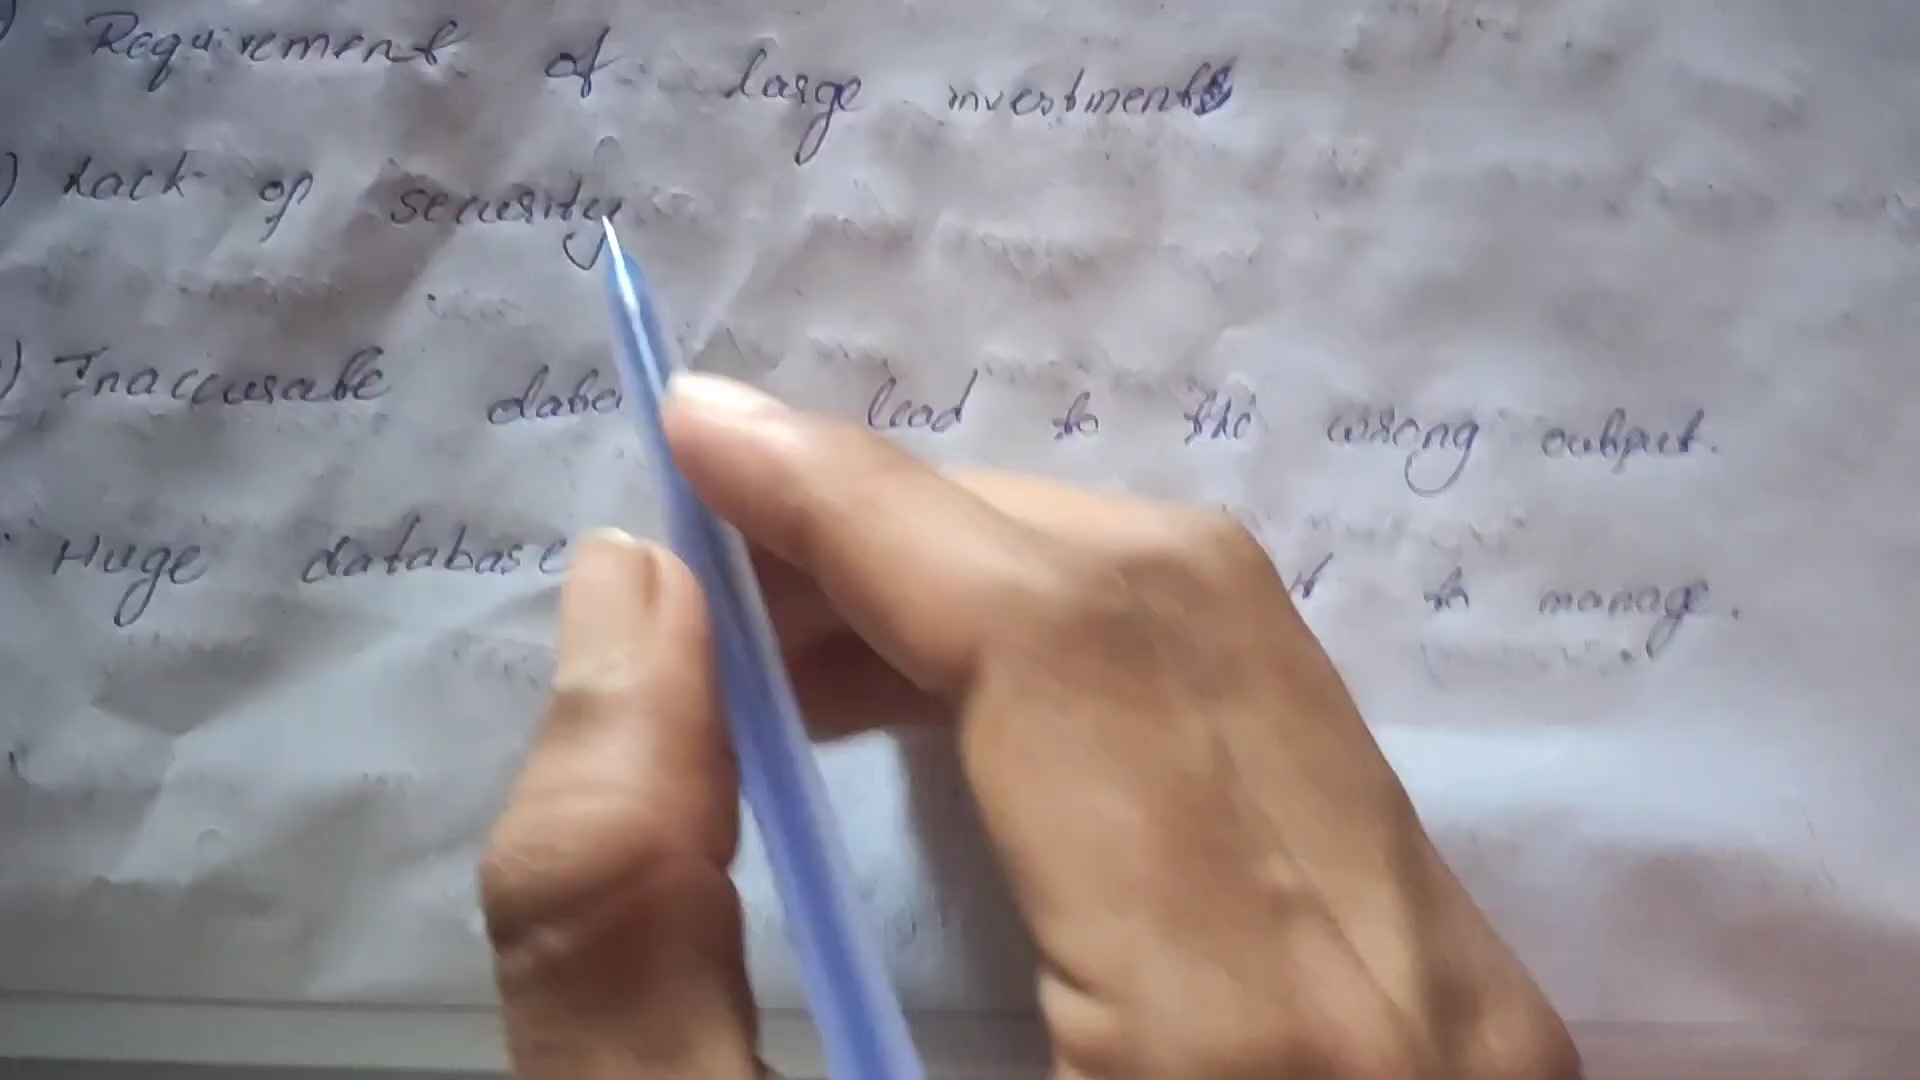 Requirement of large investments
) Lack of security
) Inaccurate data lead to the wrong output.
Huge database to manage.